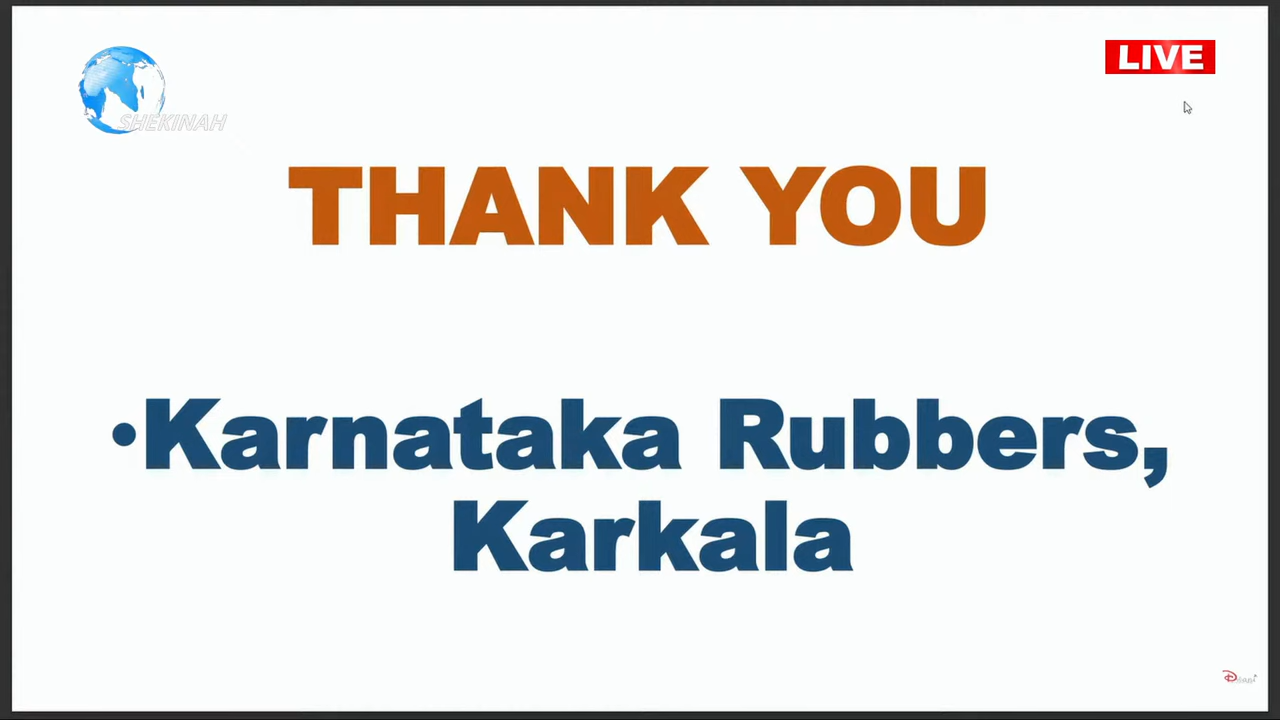 LIVE
SHEKINAH
THANK YOU
•Karnataka Rubbers,
Karkala